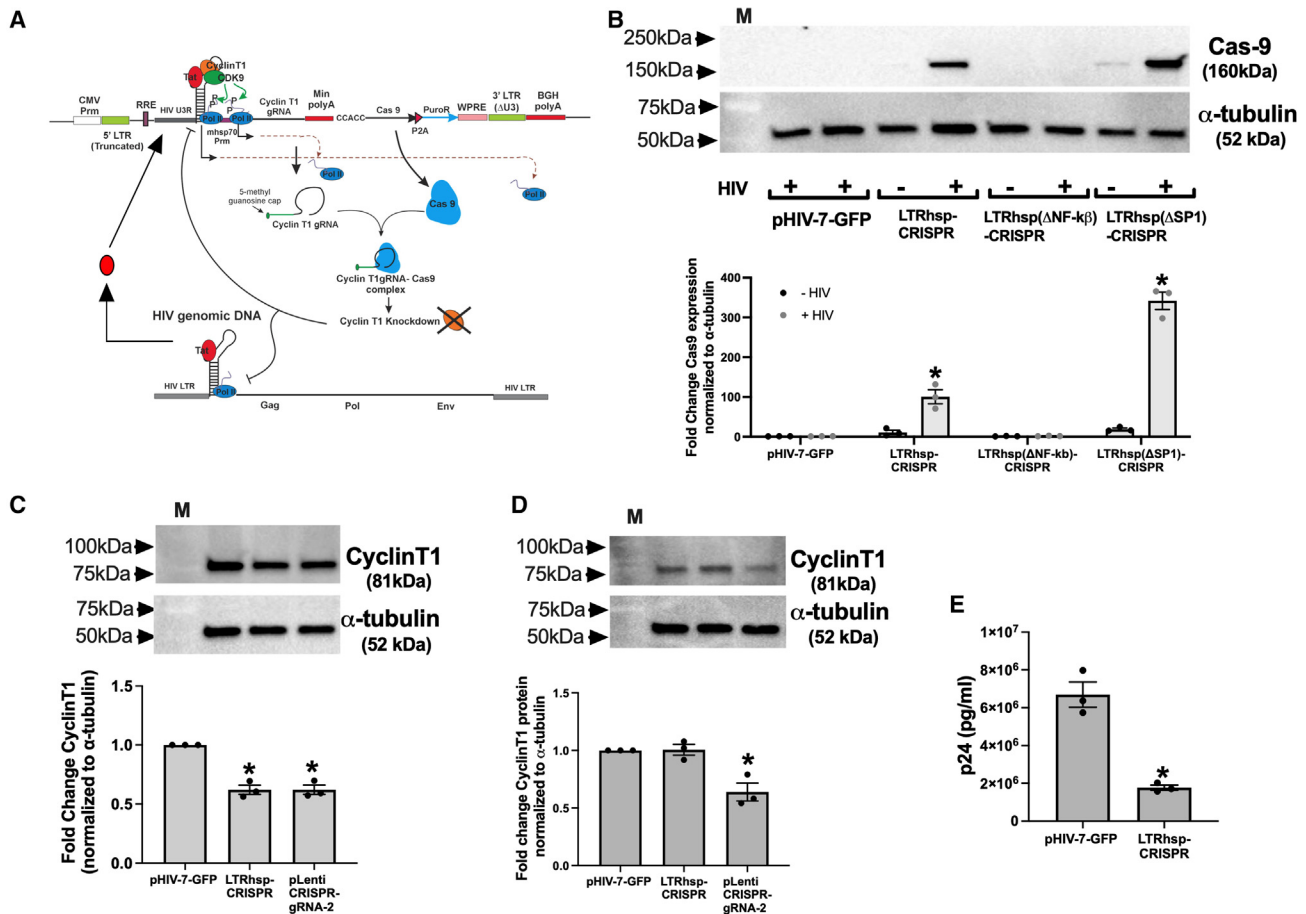 A
CyclinT1
Tat
CDK9
P
P
P
P
CMV
Prm
RRE
HIV U3R
Cyclin T1
gRNA
Min
polyA
CCACC
Cas 9
PuroR
WPRE
3' LTR
(ΔU3)
BGH
polyA
5' LTR
(Truncated)
Pol II
Pol II
mhsp70
Prm
P2A
Pol II
Pol II
5-methyl
guanosine cap
Cyclin T1 gRNA
Cas 9
Cyclin T1gRNA- Cas9
complex
Cyclin T1 Knockdown
HIV genomic DNA
Tat
Pol II
HIV LTR
HIV LTR
Gag Pol Env
B
M
250kDa
150kDa
Cas-9
(160kDa)
75kDa
50kDa
α-tubulin
(52 kDa)
HIV + + - + - + - +
pHIV-7-GFP
LTRhsp-
CRISPR
LTRhsp(ΔNF-kβ)
-CRISPR
LTRhsp(ΔSP1)
-CRISPR
Fold Change Cas9 expression
normalized to α-tubulin
400
300
200
100
0
- HIV
+ HIV
*
*
pHIV-7-GFP
LTRhsp-
CRISPR
LTRhsp(ΔNF-kb)-
CRISPR
LTRhsp(ΔSP1)-
CRISPR
C
M
100kDa
75kDa
CyclinT1
(81kDa)
75kDa
50kDa
α-tubulin
(52 kDa)
Fold Change CyclinT1
(normalized to α-tubulin)
1.5
1.0
0.5
0.0
*
*
pHIV-7-GFP
LTRhsp-
CRISPR
pLenti
CRISPR-
gRNA-2
D
M
100kDa
75kDa
CyclinT1
(81kDa)
75kDa
50kDa
α-tubulin
(52 kDa)
Fold change CyclinT1 protein
normalized to α-tubulin
1.5
1.0
0.5
0.0
*
pHIV-7-GFP
LTRhsp-
CRISPR
pLenti
CRISPR-
gRNA-2
E
p24 (pg/ml)
1×10⁷
8×10⁶
6×10⁶
4×10⁶
2×10⁶
0
*
pHIV-7-GFP
LTRhsp-
CRISPR